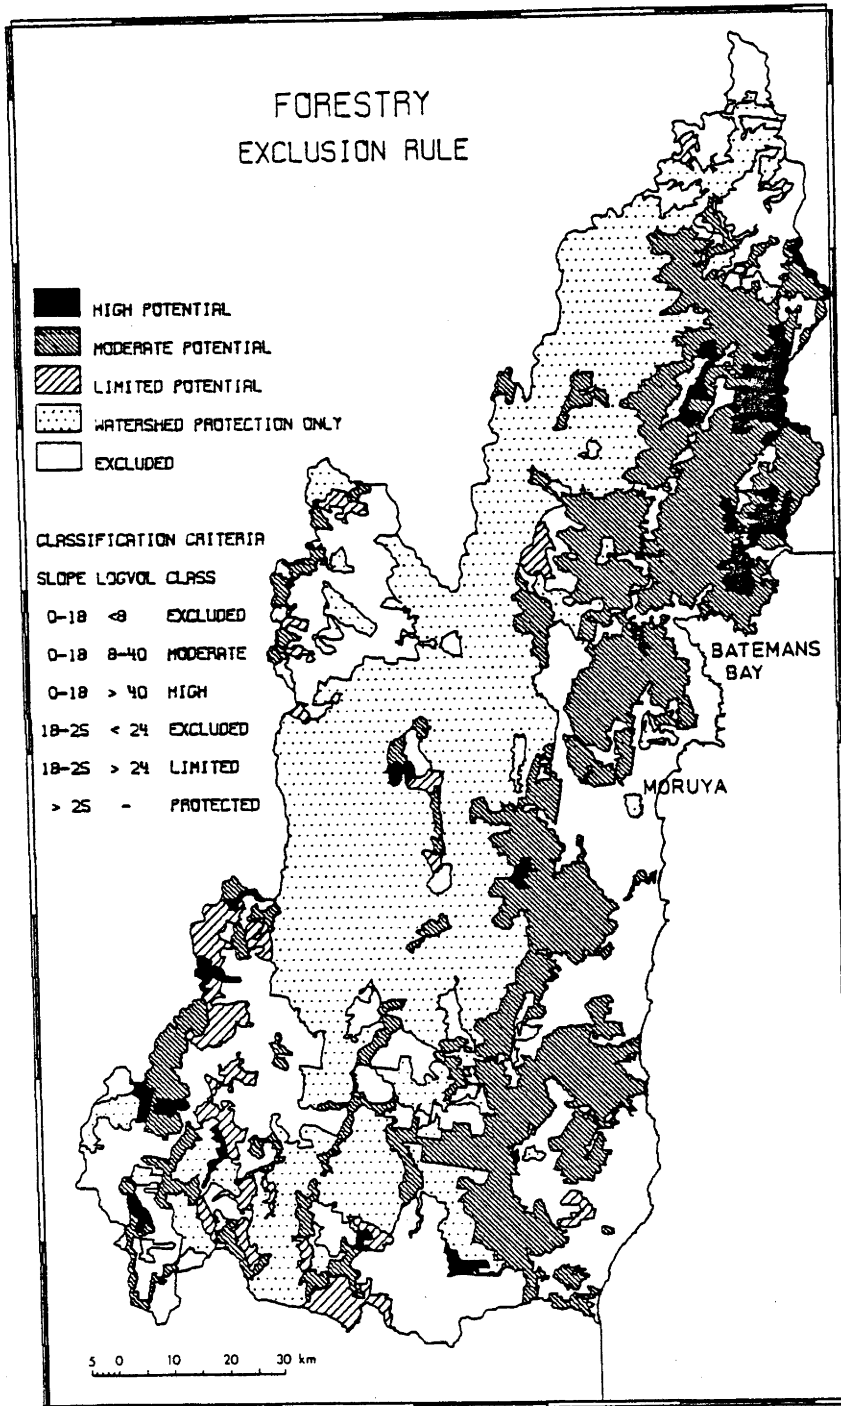 FORESTRY
EXCLUSION RULE
HIGH POTENTIAL
MODERATE POTENTIAL
LIMITED POTENTIAL
WATERSHED PROTECTION ONLY
EXCLUDED
CLASSIFICATION CRITERIA
SLOPE LOGVOL CLASS
0-18 <8 EXCLUDED
0-18 8-40 MODERATE
0-18 > 40 HIGH
18-25 < 24 EXCLUDED
18-25 > 24 LIMITED
> 25 - PROTECTED
BATEMANS
BAY
MORUYA
5 0 10 20 30 km